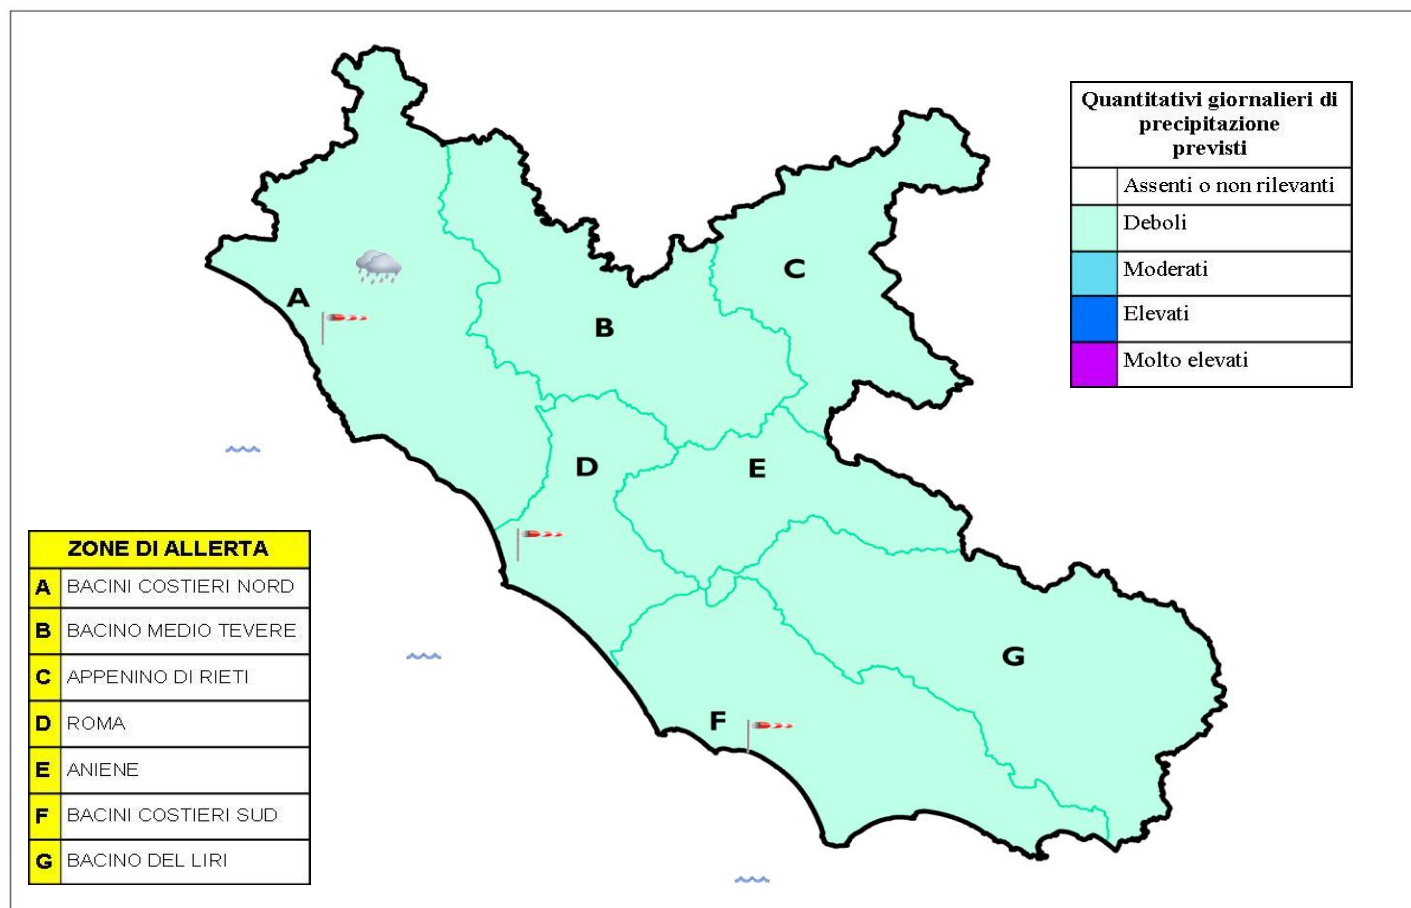 Quantitativi giornalieri di
precipitazione
previsti
Assenti o non rilevanti
Deboli
Moderati
Elevati
Molto elevati
A
B
C
D
E
F
G
ZONE DI ALLERTA
A BACINI COSTIERI NORD
B BACINO MEDIO TEVERE
C APPENINO DI RIETI
D ROMA
E ANIENE
F BACINI COSTIERI SUD
G BACINO DEL LIRI